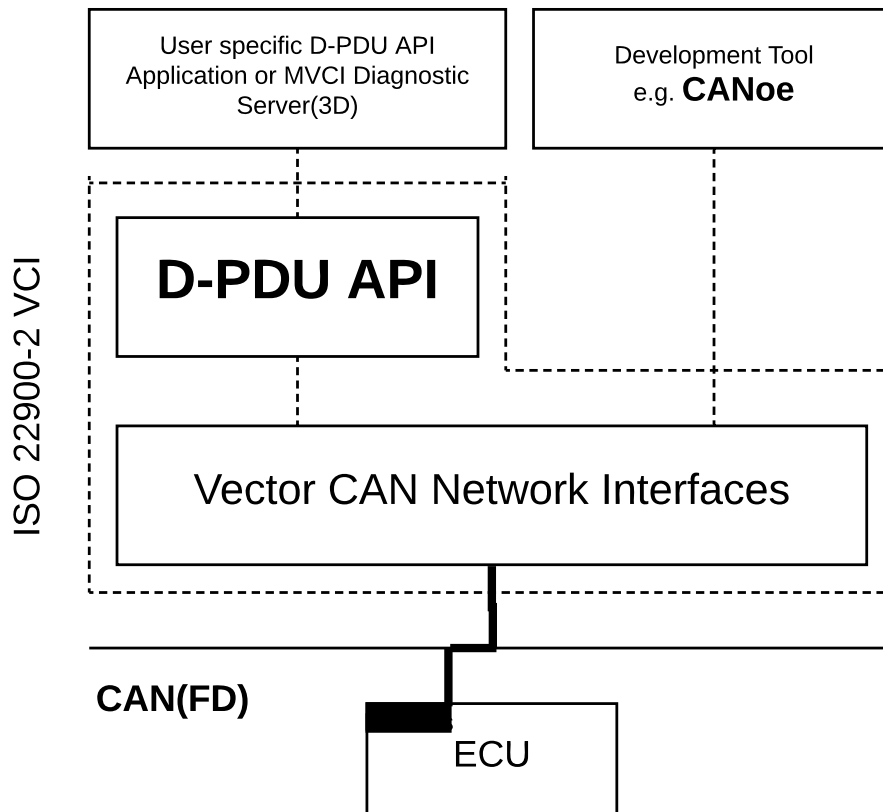 User specific D-PDU API
Application or MVCI Diagnostic
Server(3D)
Development Tool
e.g. CANoe
D-PDU API
ISO 22900-2 VCI
Vector CAN Network Interfaces
CAN(FD)
ECU